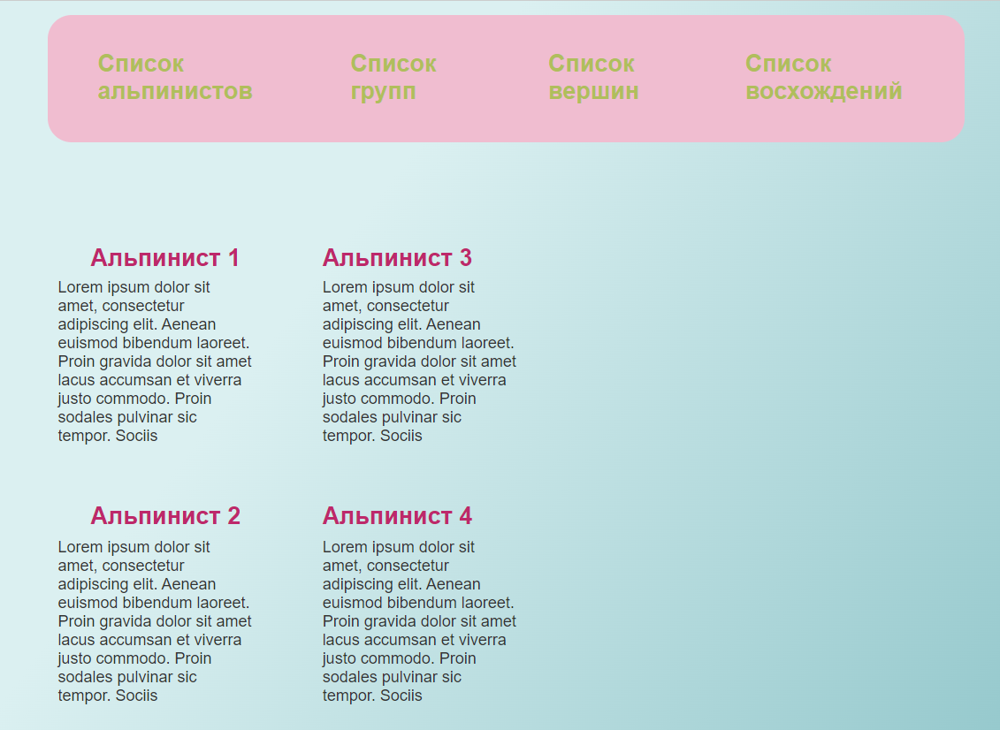 Список
альпинистов
Список
групп
Список
вершин
Список
восхождений
Альпинист 1
Lorem ipsum dolor sit
amet, consectetur
adipiscing elit. Aenean
euismod bibendum laoreet.
Proin gravida dolor sit amet
lacus accumsan et viverra
justo commodo. Proin
sodales pulvinar sic
tempor. Sociis
Альпинист 3
Lorem ipsum dolor sit
amet, consectetur
adipiscing elit. Aenean
euismod bibendum laoreet.
Proin gravida dolor sit amet
lacus accumsan et viverra
justo commodo. Proin
sodales pulvinar sic
tempor. Sociis
Альпинист 2
Lorem ipsum dolor sit
amet, consectetur
adipiscing elit. Aenean
euismod bibendum laoreet.
Proin gravida dolor sit amet
lacus accumsan et viverra
justo commodo. Proin
sodales pulvinar sic
tempor. Sociis
Альпинист 4
Lorem ipsum dolor sit
amet, consectetur
adipiscing elit. Aenean
euismod bibendum laoreet.
Proin gravida dolor sit amet
lacus accumsan et viverra
justo commodo. Proin
sodales pulvinar sic
tempor. Sociis